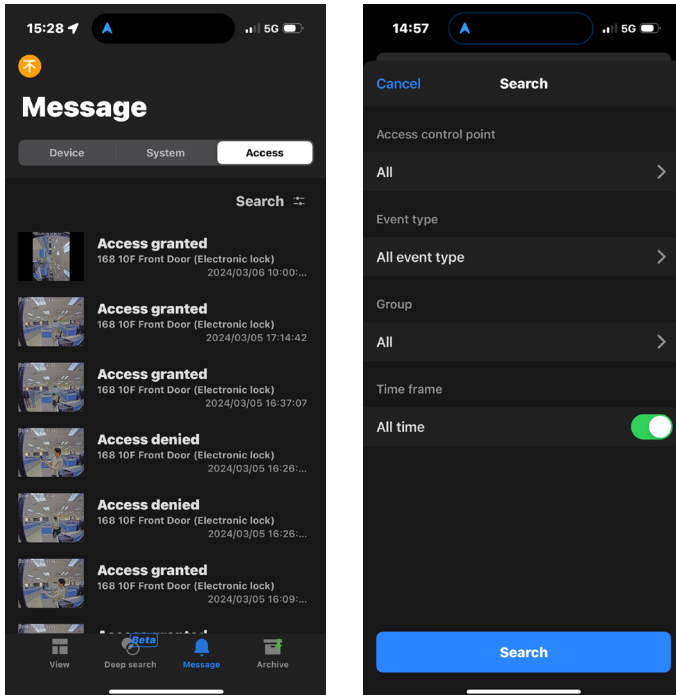 15:28
5G
Message
Device
System
Access
Search
Access granted
168 10F Front Door (Electronic lock)
2024/03/06 10:00:...
Access granted
168 10F Front Door (Electronic lock)
2024/03/05 17:14:42
Access granted
168 10F Front Door (Electronic lock)
2024/03/05 16:37:07
Access denied
168 10F Front Door (Electronic lock)
2024/03/05 16:26:...
Access denied
168 10F Front Door (Electronic lock)
2024/03/05 16:26:...
Access granted
168 10F Front Door (Electronic lock)
2024/03/05 16:09:...
Beta
View
Deep search
Message
Archive
14:57
5G
Cancel
Search
Access control point
All
Event type
All event type
Group
All
Time frame
All time
Search